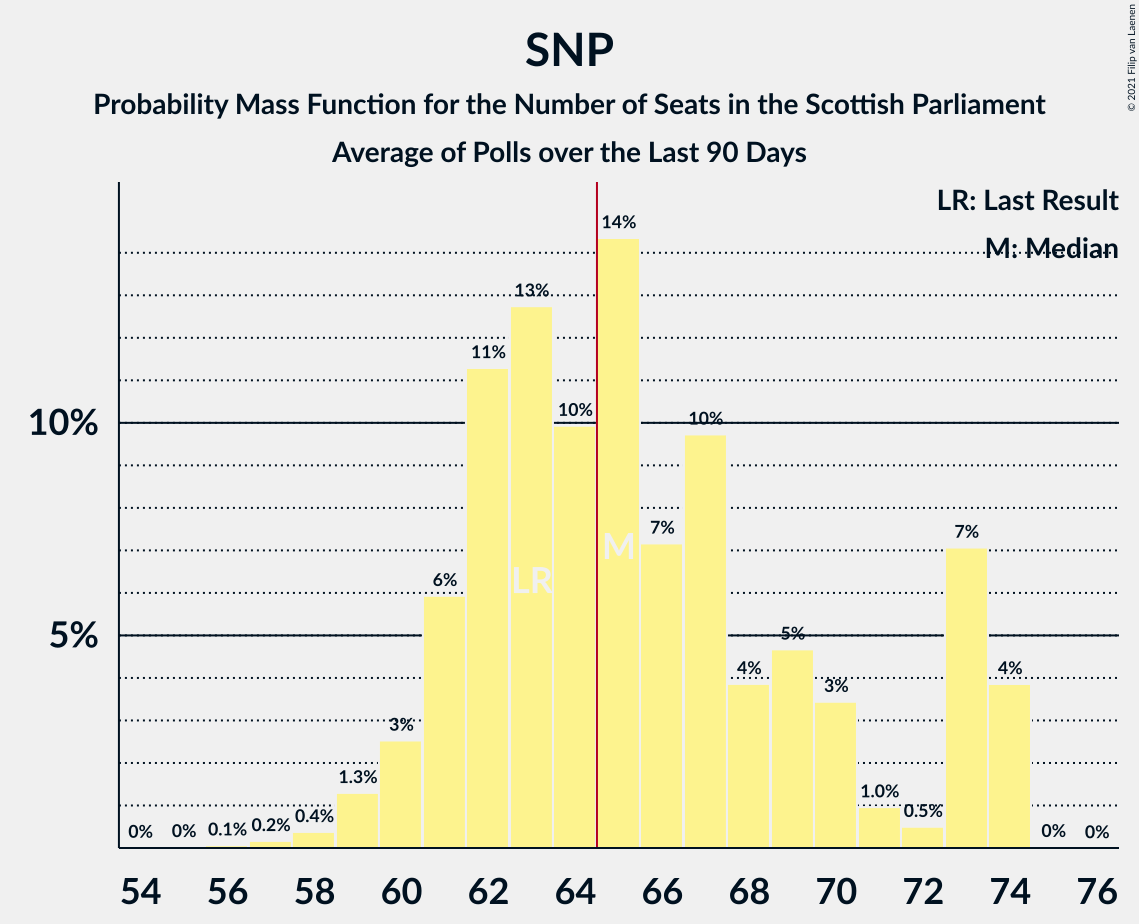 SNP
Probability Mass Function for the Number of Seats in the Scottish Parliament
Average of Polls over the Last 90 Days
© 2021 Filip van Laenen
LR: Last Result
M: Median
10%
5%
0%
0%
0.1%
0.2%
0.4%
1.3%
3%
6%
11%
13%
10%
14%
7%
10%
4%
5%
3%
1.0%
0.5%
7%
4%
0%
0%
LR
M
54 56 58 60 62 64 66 68 70 72 74 76